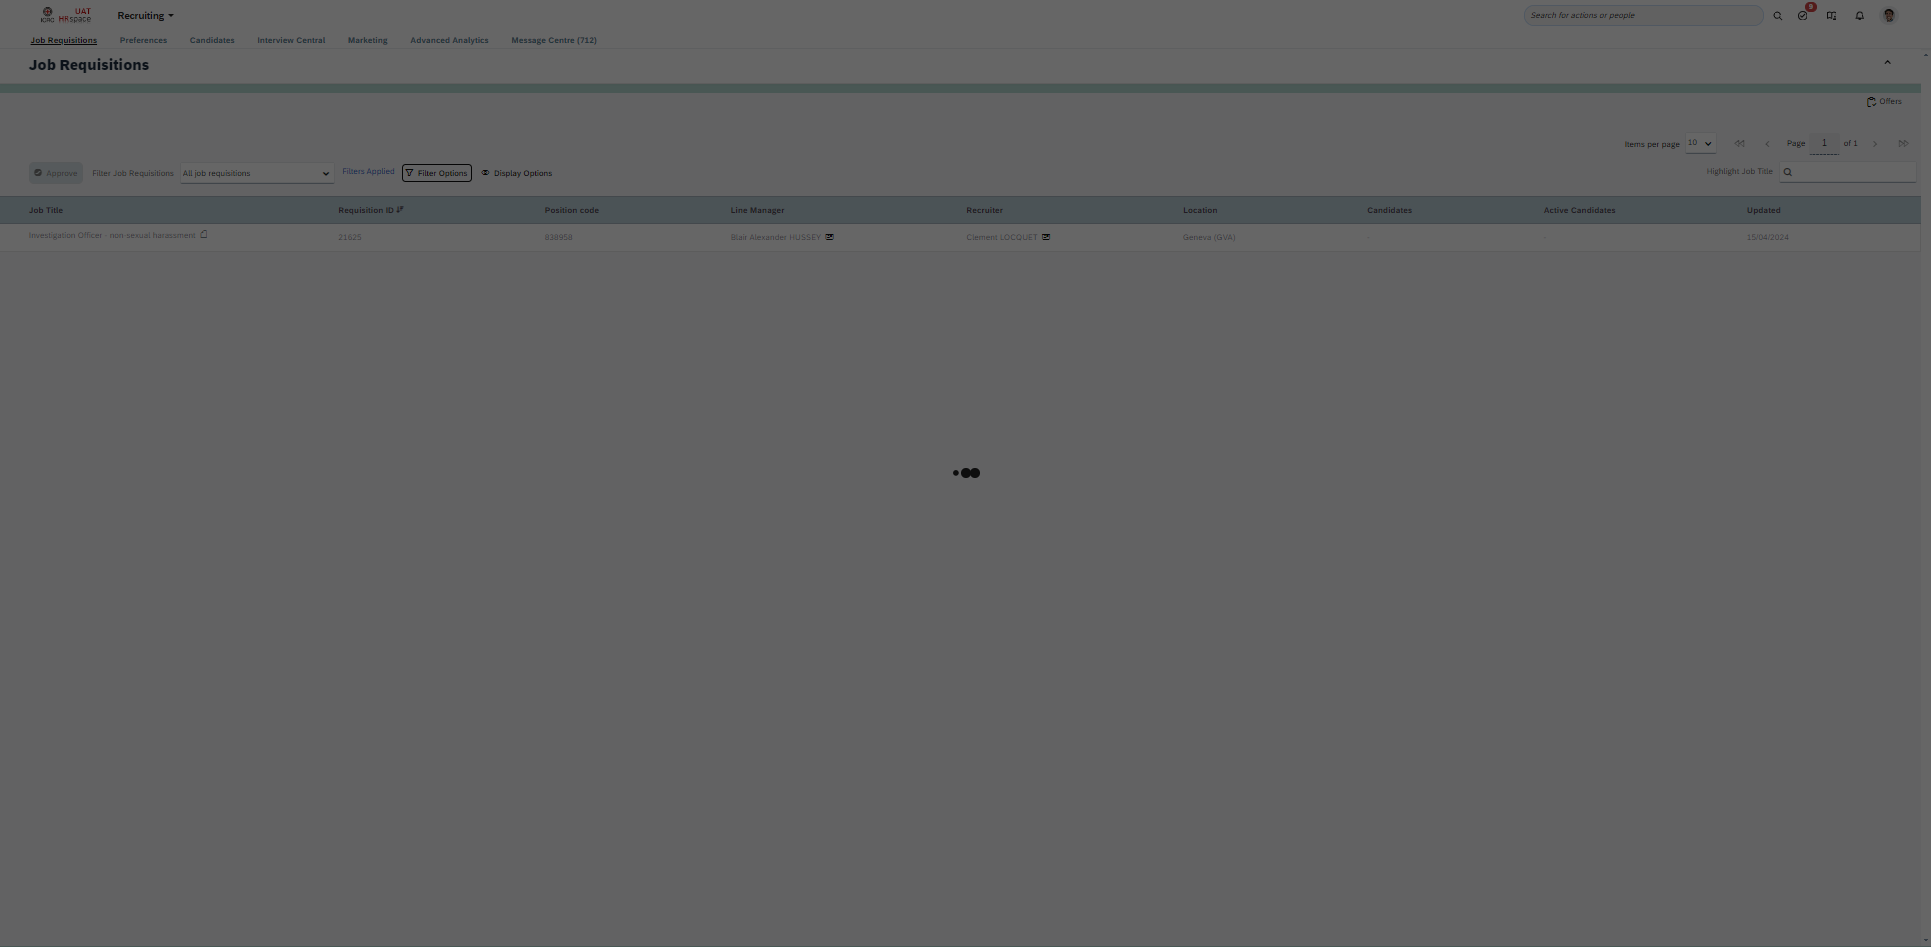 UAT
ICRC HRspace
Recruiting
Search for actions or people
9
Job Requisitions
Preferences
Candidates
Interview Central
Marketing
Advanced Analytics
Message Centre (712)
Job Requisitions
Offers
Items per page 10
Page 1 of 1
Approve
Filter Job Requisitions All job requisitions
Filters Applied
Filter Options
Display Options
Highlight Job Title
Job Title Requisition ID Position code Line Manager Recruiter Location Candidates Active Candidates Updated
Investigation Officer - non-sexual harassment 21625 838958 Blair Alexander HUSSEY Clement LOCQUET Geneva (GVA) - - 15/04/2024